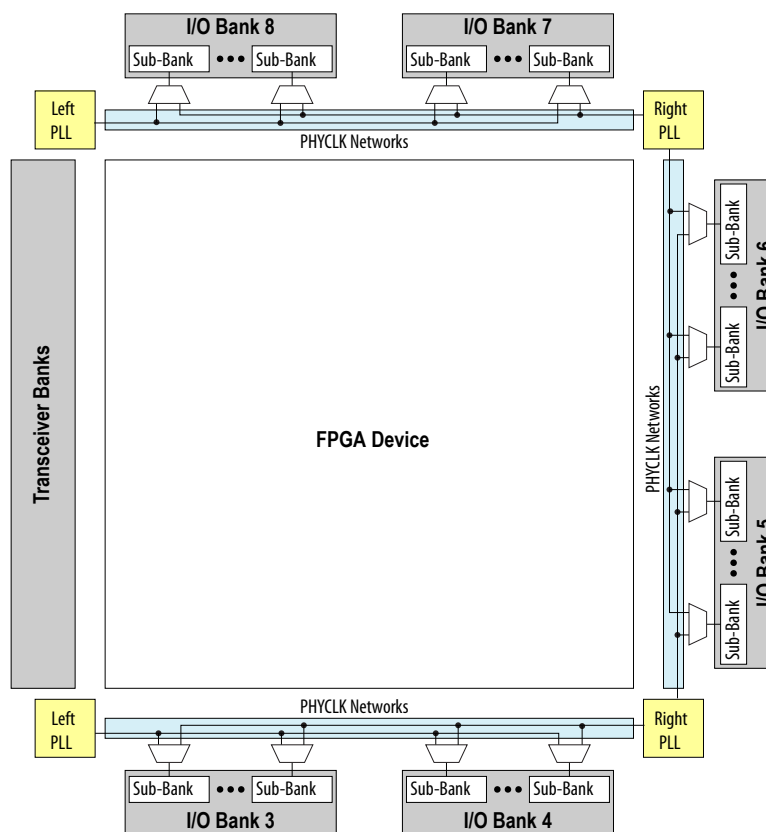 I/O Bank 8
I/O Bank 7
Sub-Bank
Sub-Bank
Sub-Bank
Sub-Bank
Left
PLL
Right
PLL
PHYCLK Networks
Transceiver Banks
FPGA Device
PHYCLK Networks
Sub-Bank
Sub-Bank
I/O Bank 6
Sub-Bank
Sub-Bank
I/O Bank 5
PHYCLK Networks
Left
PLL
Right
PLL
Sub-Bank
Sub-Bank
Sub-Bank
Sub-Bank
I/O Bank 3
I/O Bank 4